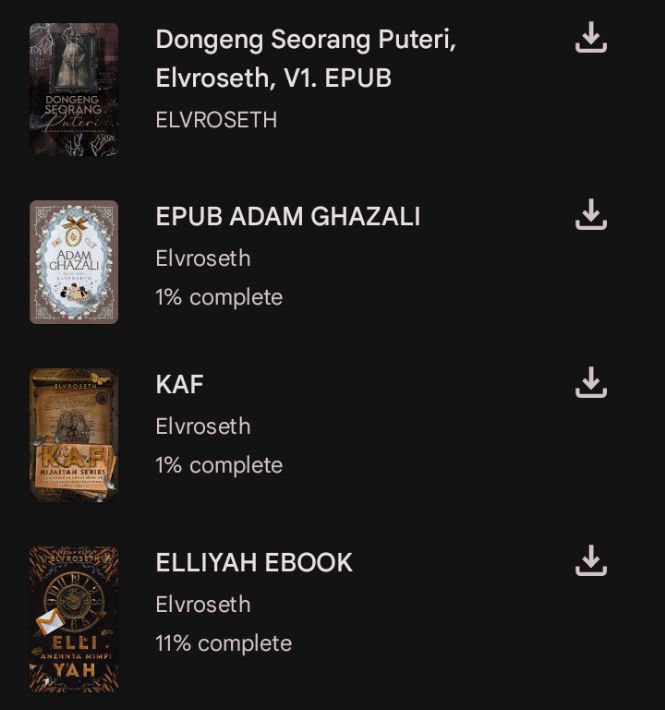 DONGENG
SEORANG
Puteri
Dongeng Seorang Puteri,
Elvroseth, V1. EPUB
ELVROSETH
ADAM
GHAZALI
ELVROSETH
EPUB ADAM GHAZALI
Elvroseth
1% complete
ELVROSETH
KAF
HIJAIYAH SERIES
KAF
Elvroseth
1% complete
ELVROSETH
ELLI
ANEHNYA MIMPI
YAH
ELLIYAH EBOOK
Elvroseth
11% complete